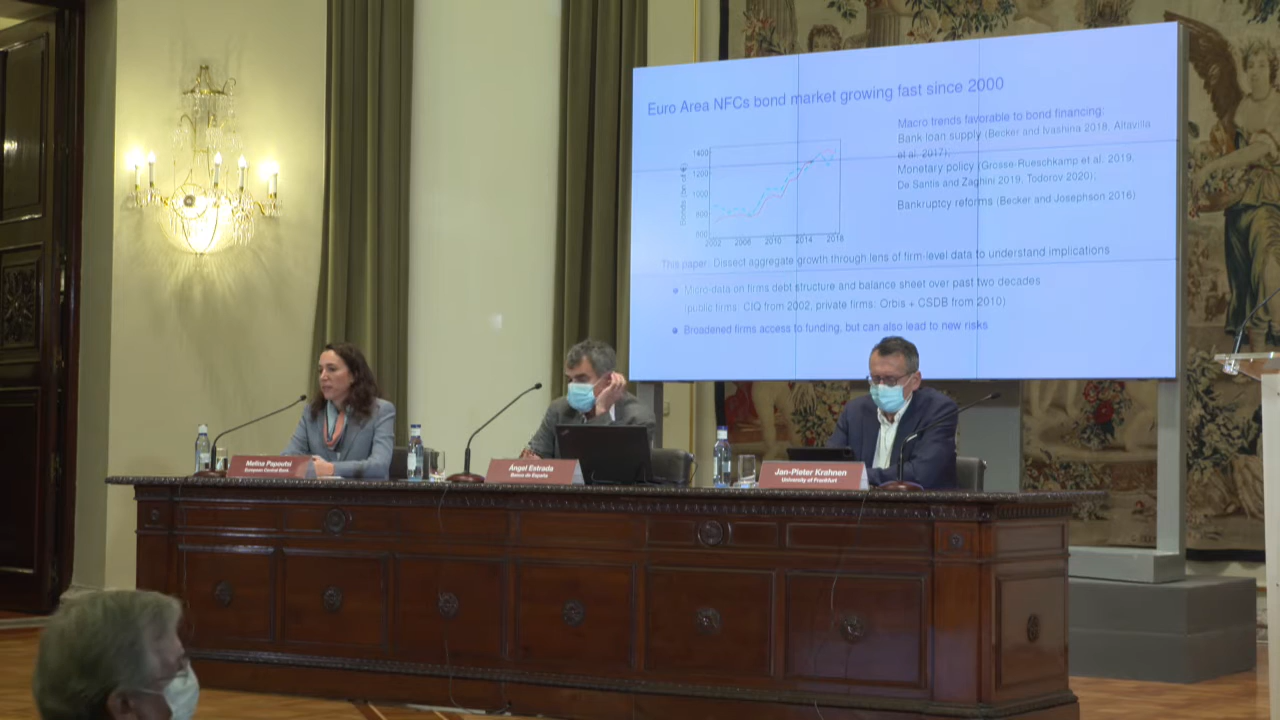 Euro Area NFCs bond market growing fast since 2000
Macro trends favorable to bond financing:
Bank loan supply (Becker and Ivashina 2018, Altavilla
et al. 2017);
Monetary policy (Grosse-Rueschkamp et al. 2019,
De Santis and Zaghini 2019, Todorov 2020);
Bankruptcy reforms (Becker and Josephson 2016)
1400
1200
1000
800
600
2002 2006 2010 2014 2018
This paper: Dissect aggregate growth through lens of firm-level data to understand implications
Micro-data on firms debt structure and balance sheet over past two decades
(public firms: CIQ from 2002, private firms: Orbis + CSDB from 2010)
Broadened firms access to funding, but can also lead to new risks
Melina Papoutsi
European Central Bank
Ángel Estrada
Banco de España
Jan-Pieter Krahnen
University of Frankfurt